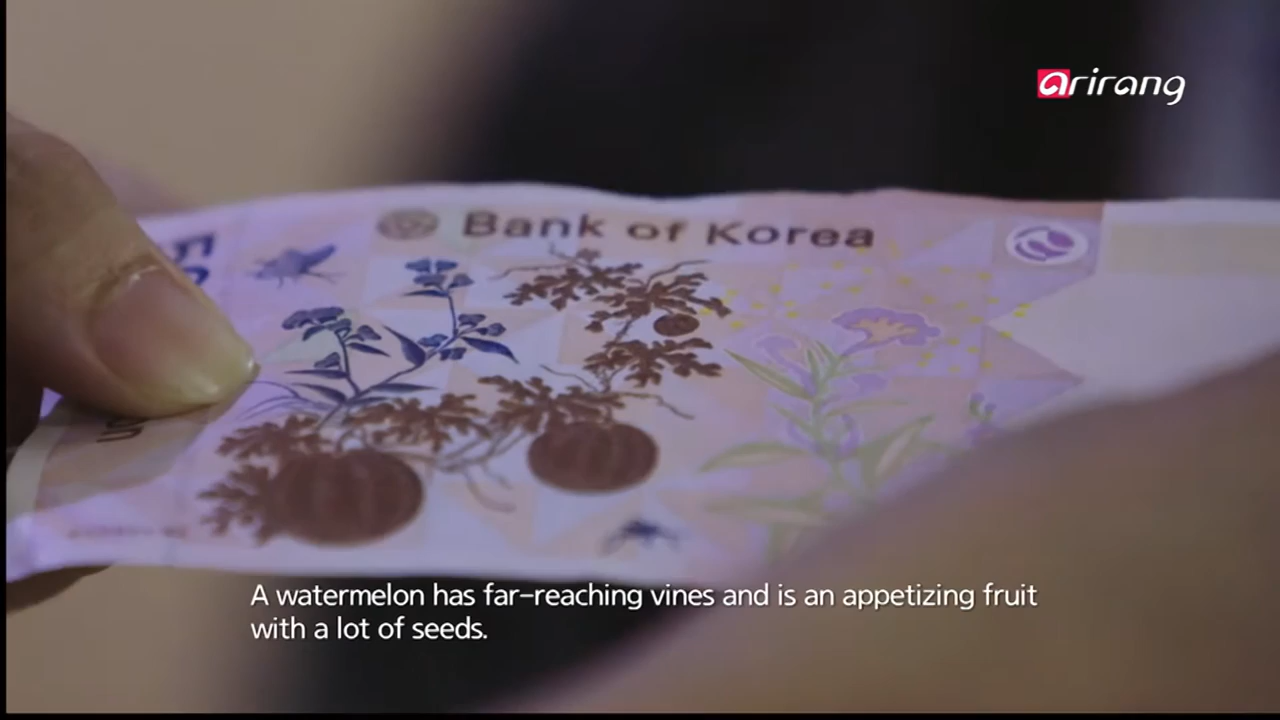 arirang
Bank of Korea
A watermelon has far-reaching vines and is an appetizing fruit
with a lot of seeds.